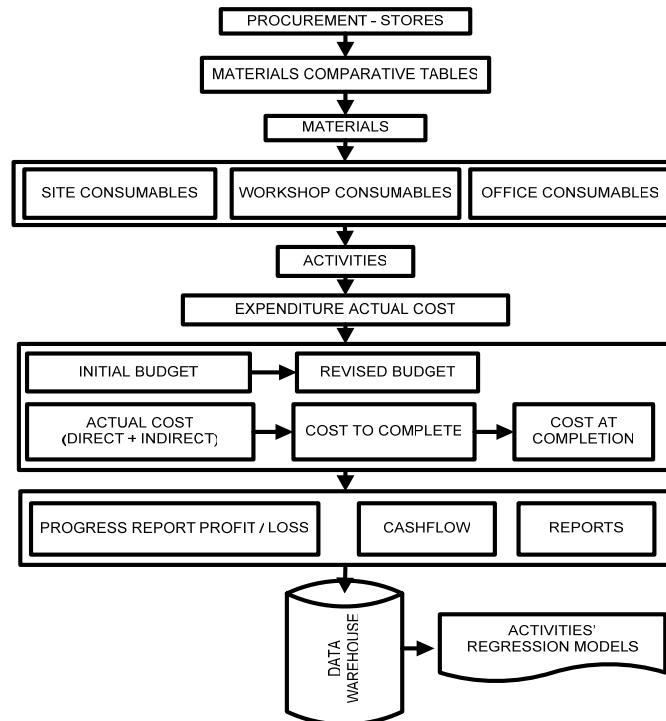 PROCUREMENT - STORES
MATERIALS COMPARATIVE TABLES
MATERIALS
SITE CONSUMABLES
WORKSHOP CONSUMABLES
OFFICE CONSUMABLES
ACTIVITIES
EXPENDITURE ACTUAL COST
INITIAL BUDGET
REVISED BUDGET
ACTUAL COST
(DIRECT + INDIRECT)
COST TO COMPLETE
COST AT
COMPLETION
PROGRESS REPORT PROFIT / LOSS
CASHFLOW
REPORTS
DATA
WAREHOUSE
ACTIVITIES’
REGRESSION MODELS